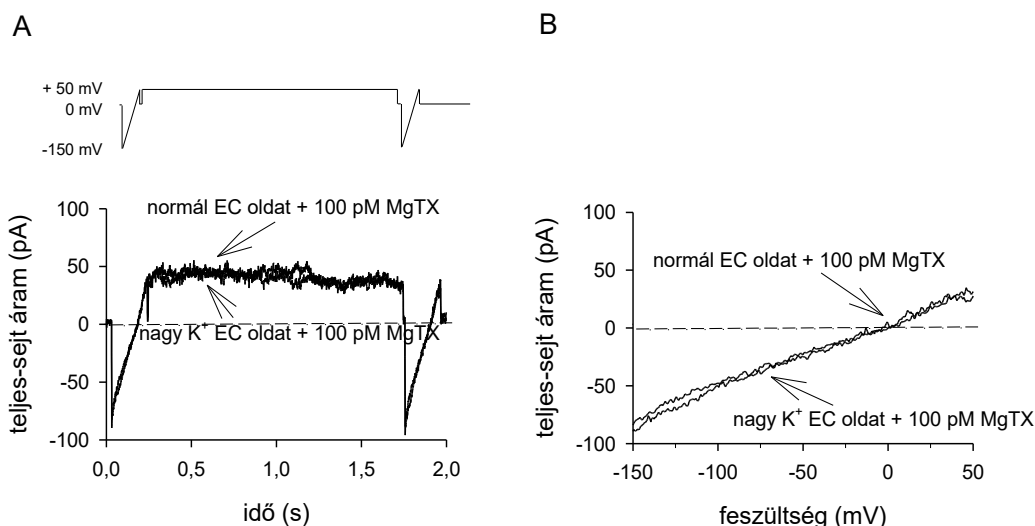 A
B
+ 50 mV
0 mV
-150 mV
teljes-sejt áram (pA)
100
50
0
-50
-100
normál EC oldat + 100 pM MgTX
nagy K⁺ EC oldat + 100 pM MgTX
0,0
0,5
1,0
1,5
2,0
idő (s)
teljes-sejt áram (pA)
100
50
0
-50
-100
normál EC oldat + 100 pM MgTX
nagy K⁺ EC oldat + 100 pM MgTX
-150
-100
-50
0
50
feszültség (mV)